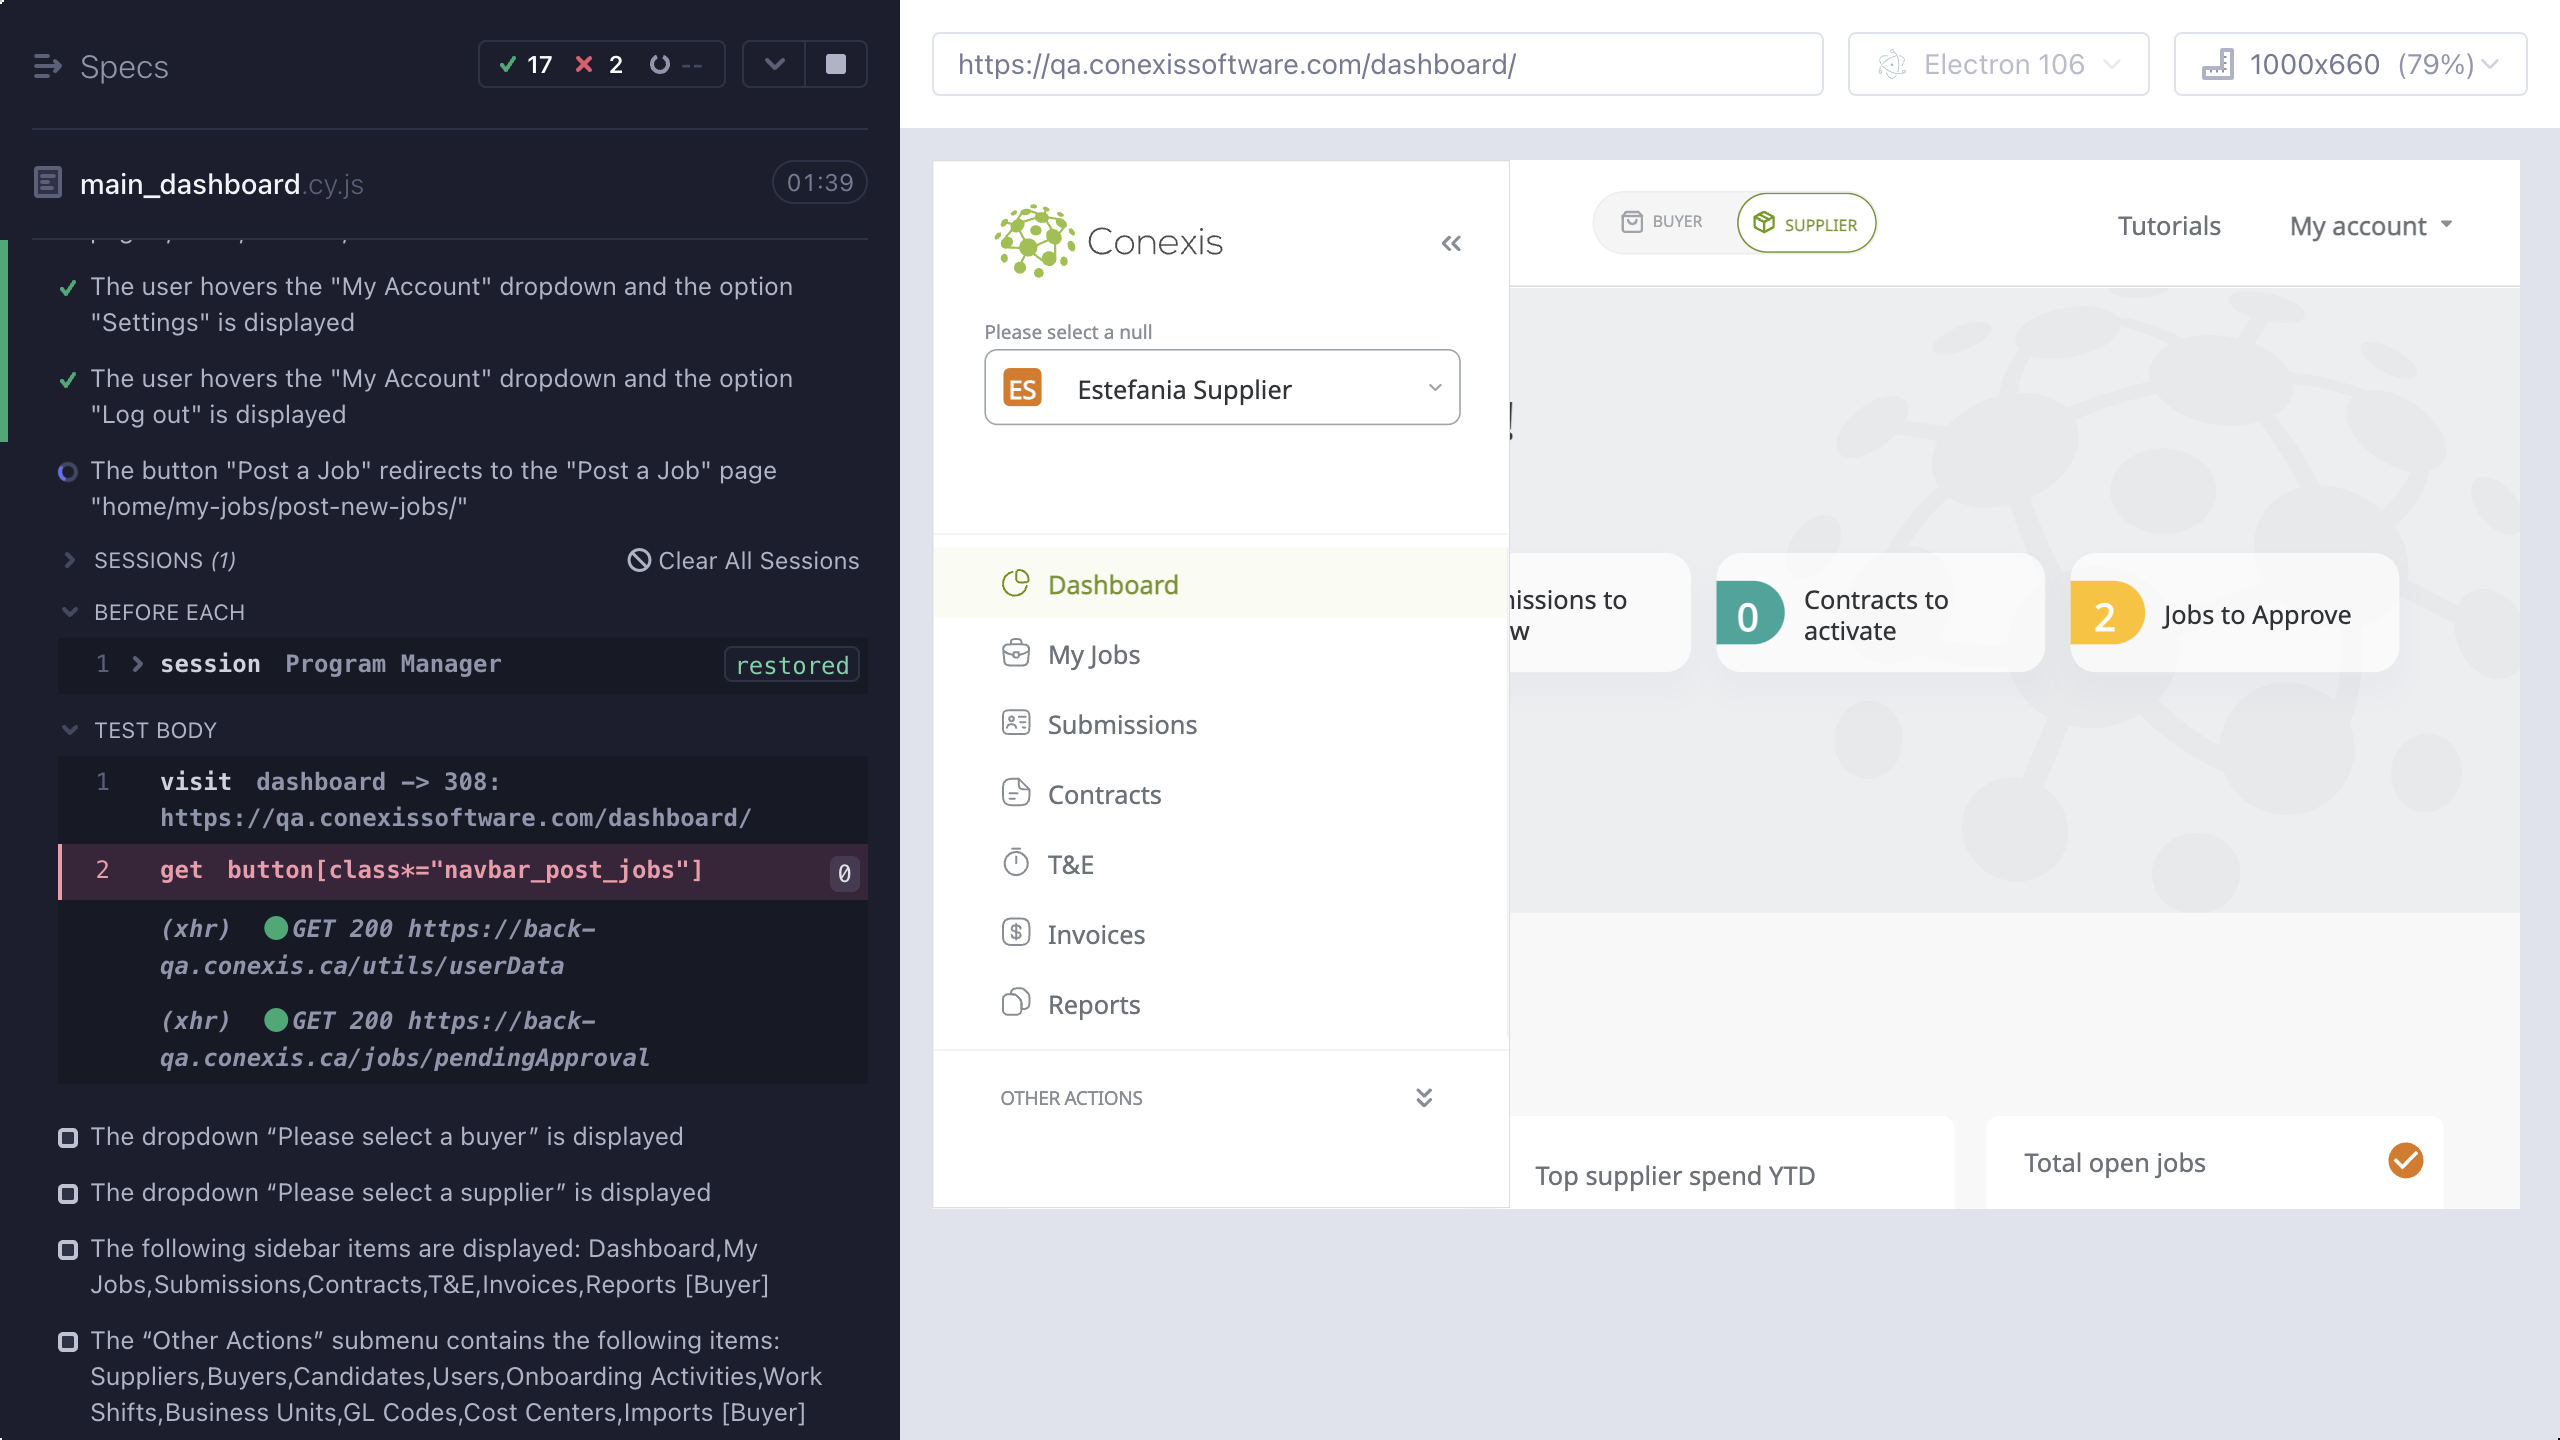 Specs
17 2 --
main_dashboard.cy.js
01:39
The user hovers the "My Account" dropdown and the option
"Settings" is displayed
The user hovers the "My Account" dropdown and the option
"Log out" is displayed
The button "Post a Job" redirects to the "Post a Job" page
"home/my-jobs/post-new-jobs/"
SESSIONS (1)
Clear All Sessions
BEFORE EACH
1 session Program Manager restored
TEST BODY
1 visit dashboard -> 308:
https://qa.conexissoftware.com/dashboard/
2 get button[class*="navbar_post_jobs"] 0
(xhr) GET 200 https://back-
qa.conexis.ca/utils/userData
(xhr) GET 200 https://back-
qa.conexis.ca/jobs/pendingApproval
The dropdown “Please select a buyer” is displayed
The dropdown “Please select a supplier” is displayed
The following sidebar items are displayed: Dashboard,My
Jobs,Submissions,Contracts,T&E,Invoices,Reports [Buyer]
The “Other Actions” submenu contains the following items:
Suppliers,Buyers,Candidates,Users,Onboarding Activities,Work
Shifts,Business Units,GL Codes,Cost Centers,Imports [Buyer]
https://qa.conexissoftware.com/dashboard/
Electron 106
1000x660 (79%)
Conexis
«
Please select a null
ES Estefania Supplier
Dashboard
My Jobs
Submissions
Contracts
T&E
Invoices
Reports
OTHER ACTIONS
BUYER
SUPPLIER
Tutorials
My account
!
issions to
w
0
Contracts to
activate
2
Jobs to Approve
Top supplier spend YTD
Total open jobs